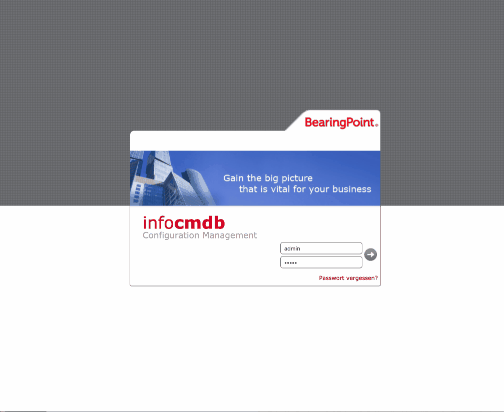 BearingPoint.
Gain the big picture
that is vital for your business
infocmdb
Configuration Management
admin
•••••
Passwort vergessen?